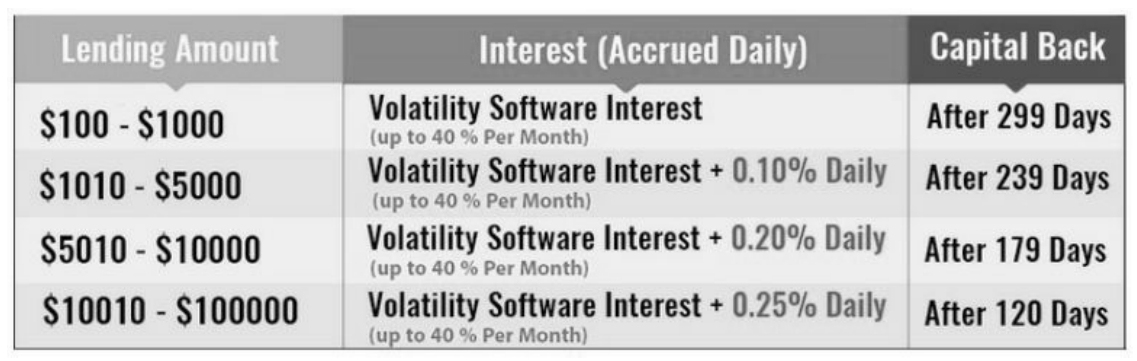 Lending Amount
Interest (Accrued Daily)
Capital Back
$100 - $1000
Volatility Software Interest
(up to 40 % Per Month)
After 299 Days
$1010 - $5000
Volatility Software Interest + 0.10% Daily
(up to 40 % Per Month)
After 239 Days
$5010 - $10000
Volatility Software Interest + 0.20% Daily
(up to 40 % Per Month)
After 179 Days
$10010 - $100000
Volatility Software Interest + 0.25% Daily
(up to 40 % Per Month)
After 120 Days